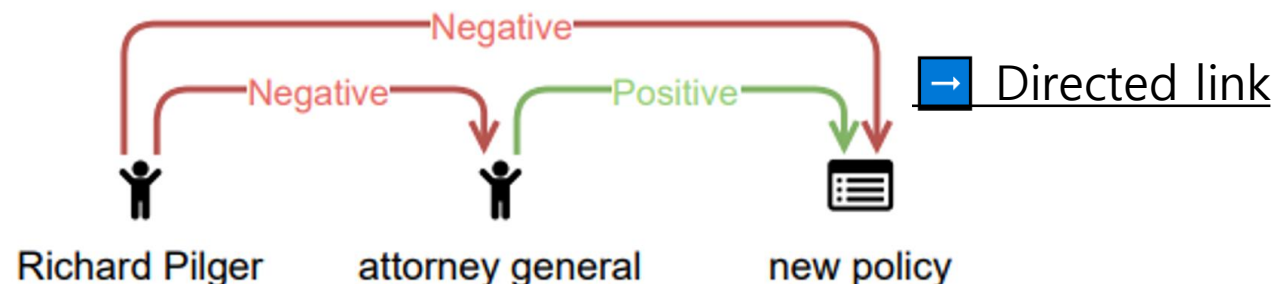 Negative
Negative
Positive
→ Directed link
Richard Pilger
attorney general
new policy